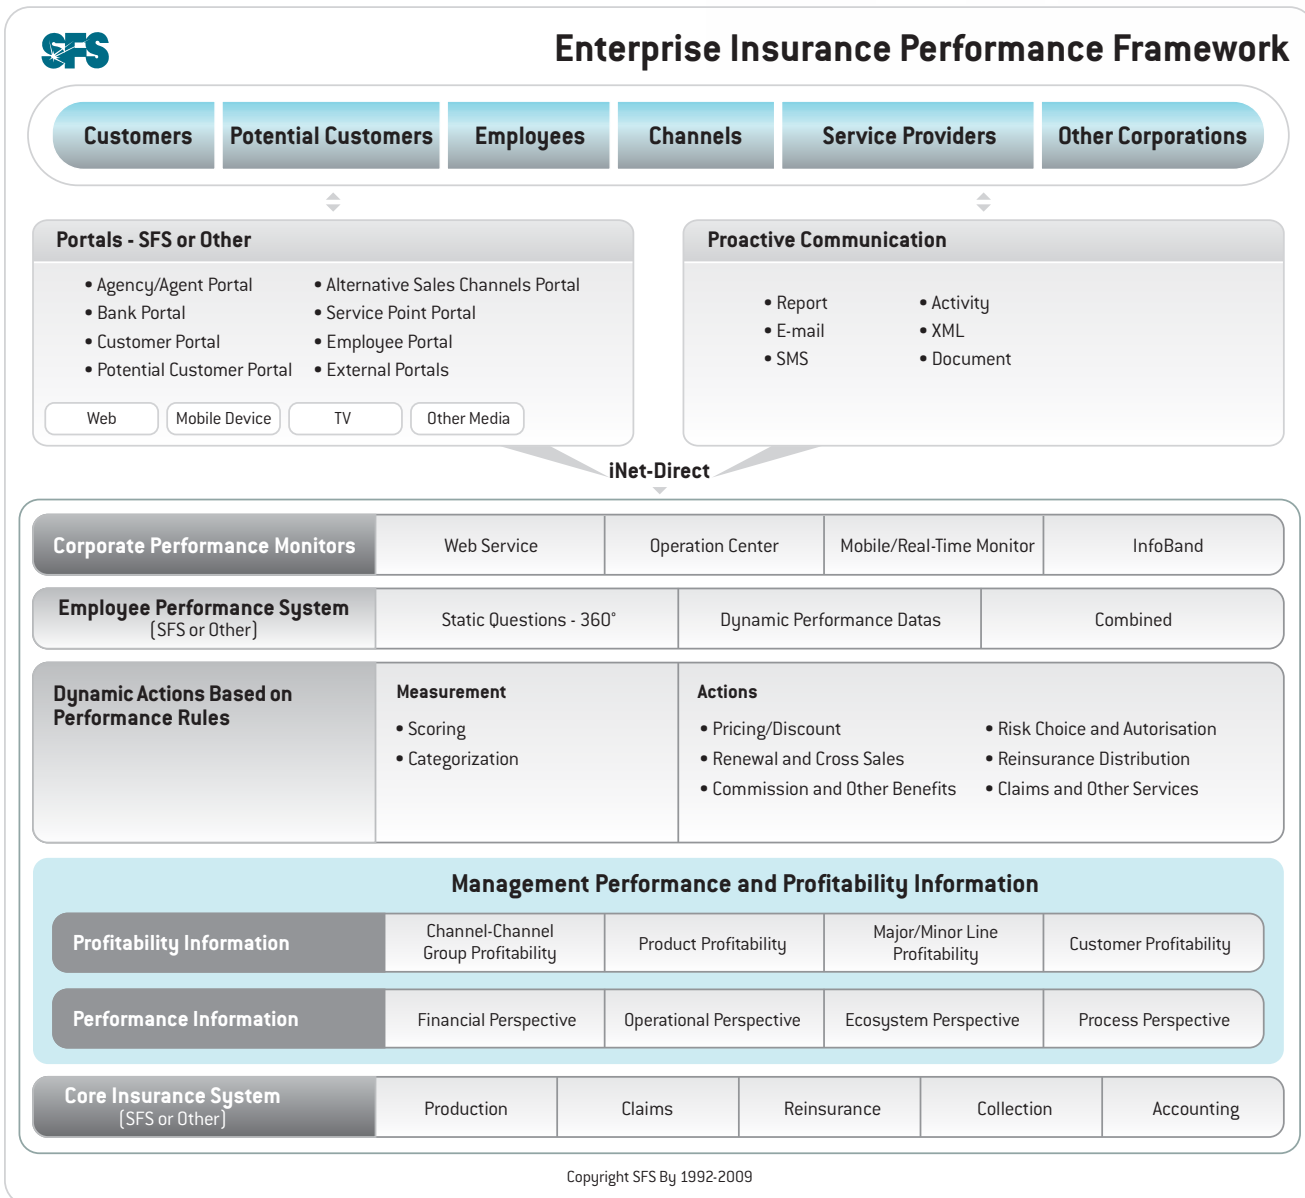 SFS
Enterprise Insurance Performance Framework
Customers
Potential Customers
Employees
Channels
Service Providers
Other Corporations
Portals - SFS or Other
• Agency/Agent Portal
• Bank Portal
• Customer Portal
• Potential Customer Portal
• Alternative Sales Channels Portal
• Service Point Portal
• Employee Portal
• External Portals
Web
Mobile Device
TV
Other Media
Proactive Communication
• Report
• E-mail
• SMS
• Activity
• XML
• Document
iNet-Direct
Corporate Performance Monitors
Web Service
Operation Center
Mobile/Real-Time Monitor
InfoBand
Employee Performance System
(SFS or Other)
Static Questions - 360°
Dynamic Performance Datas
Combined
Dynamic Actions Based on
Performance Rules
Measurement
• Scoring
• Categorization
Actions
• Pricing/Discount
• Renewal and Cross Sales
• Commission and Other Benefits
• Risk Choice and Autorisation
• Reinsurance Distribution
• Claims and Other Services
Management Performance and Profitability Information
Profitability Information
Channel-Channel
Group Profitability
Product Profitability
Major/Minor Line
Profitability
Customer Profitability
Performance Information
Financial Perspective
Operational Perspective
Ecosystem Perspective
Process Perspective
Core Insurance System
(SFS or Other)
Production
Claims
Reinsurance
Collection
Accounting
Copyright SFS By 1992-2009